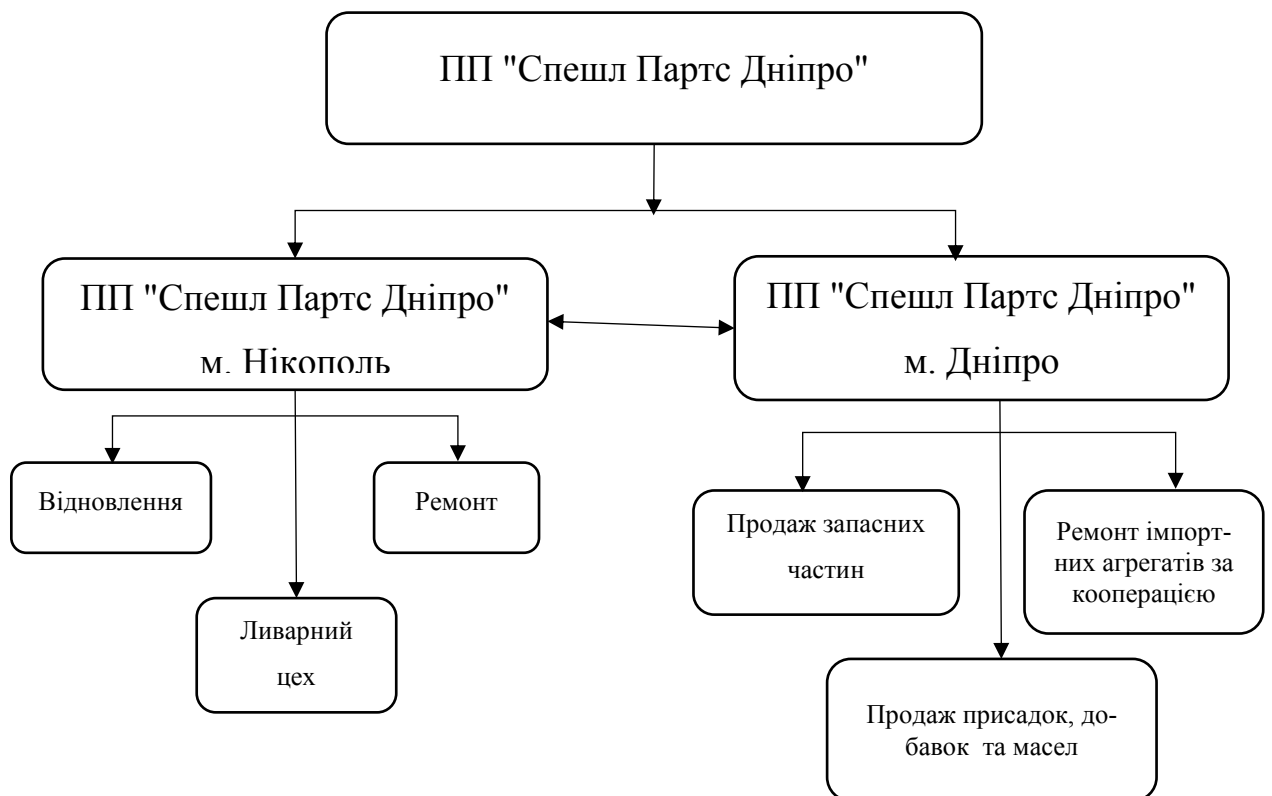 ПП "Спешл Партс Дніпро"
ПП "Спешл Партс Дніпро"
м. Нікополь
ПП "Спешл Партс Дніпро"
м. Дніпро
Відновлення
Ремонт
Ливарний
цех
Продаж запасних
частин
Ремонт імпорт-
них агрегатів за
кооперацією
Продаж присадок, до-
бавок та масел